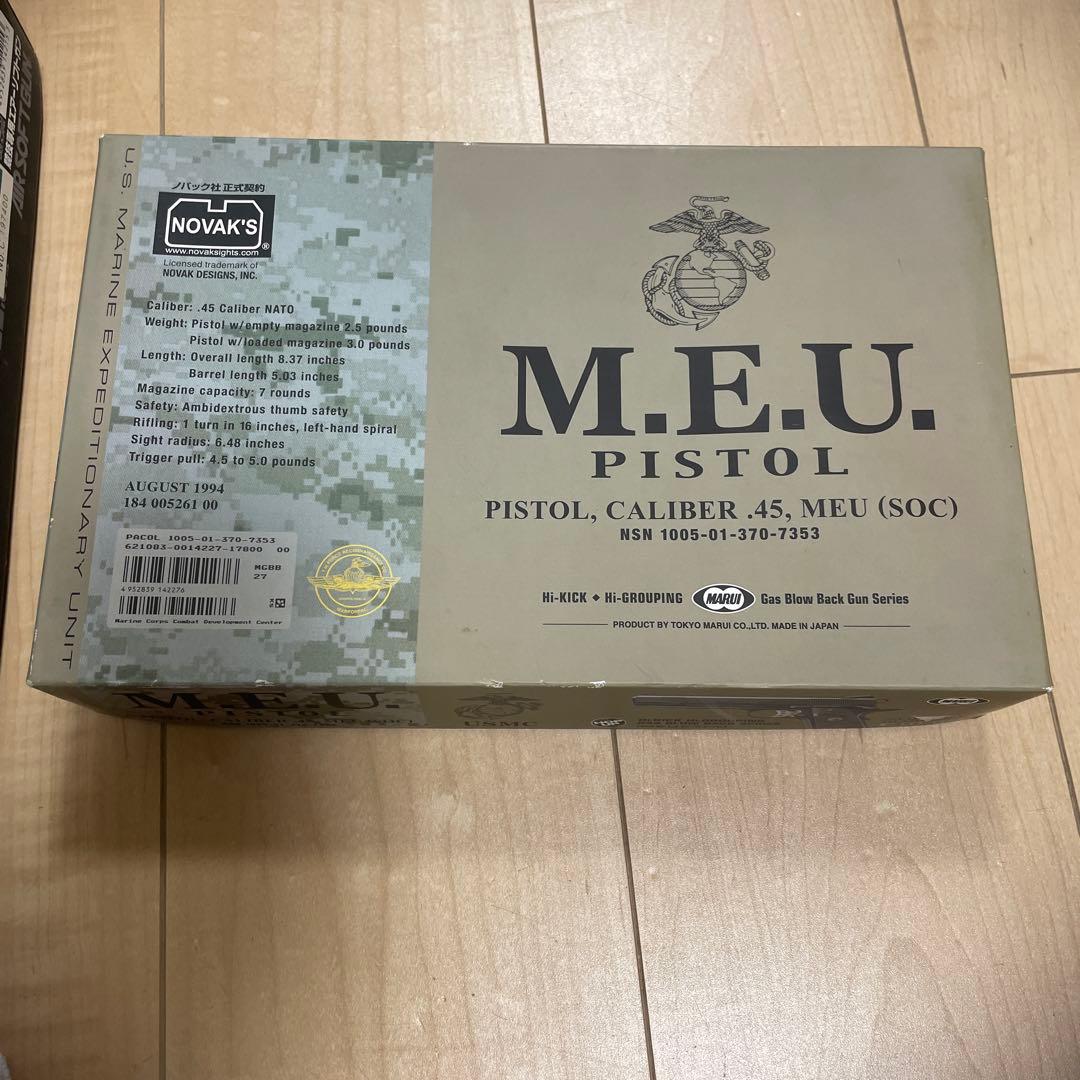 U.S. MARINE EXPEDITIONARY UNIT
ノバック社 正式契約
NOVAK'S
®
www.novaksights.com
Licensed trademark of
NOVAK DESIGNS, INC.
Caliber: .45 Caliber NATO
Weight: Pistol w/empty magazine 2.5 pounds
Pistol w/loaded magazine 3.0 pounds
Length: Overall length 8.37 inches
Barrel length 5.03 inches
Magazine capacity: 7 rounds
Safety: Ambidextrous thumb safety
Rifling: 1 turn in 16 inches, left-hand spiral
Sight radius: 6.48 inches
Trigger pull: 4.5 to 5.0 pounds
AUGUST 1994
184 005261 00
PACOL 1005-01-370-7353
621083-0014227-17800 00
MGBB
27
4 952839 142276
Marine Corps Combat Development Center
M.E.U.
PISTOL
PISTOL, CALIBER .45, MEU (SOC)
NSN 1005-01-370-7353
Hi-KICK ◆ Hi-GROUPING MARUI Gas Blow Back Gun Series
PRODUCT BY TOKYO MARUI CO.,LTD. MADE IN JAPAN
M.E.U.
PISTOL
USMC
MARUI
AIR SOFT GUN